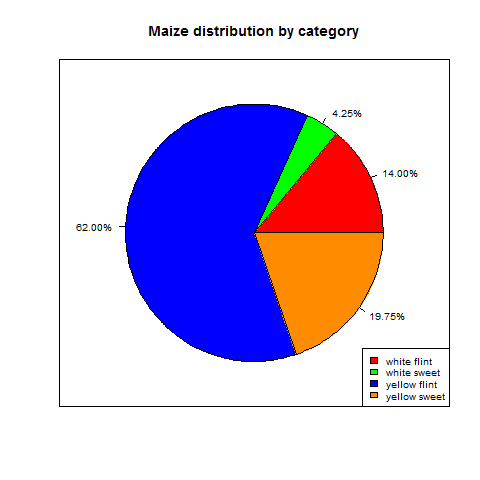 Maize distribution by category
4.25%
14.00%
62.00%
19.75%
white flint
white sweet
yellow flint
yellow sweet